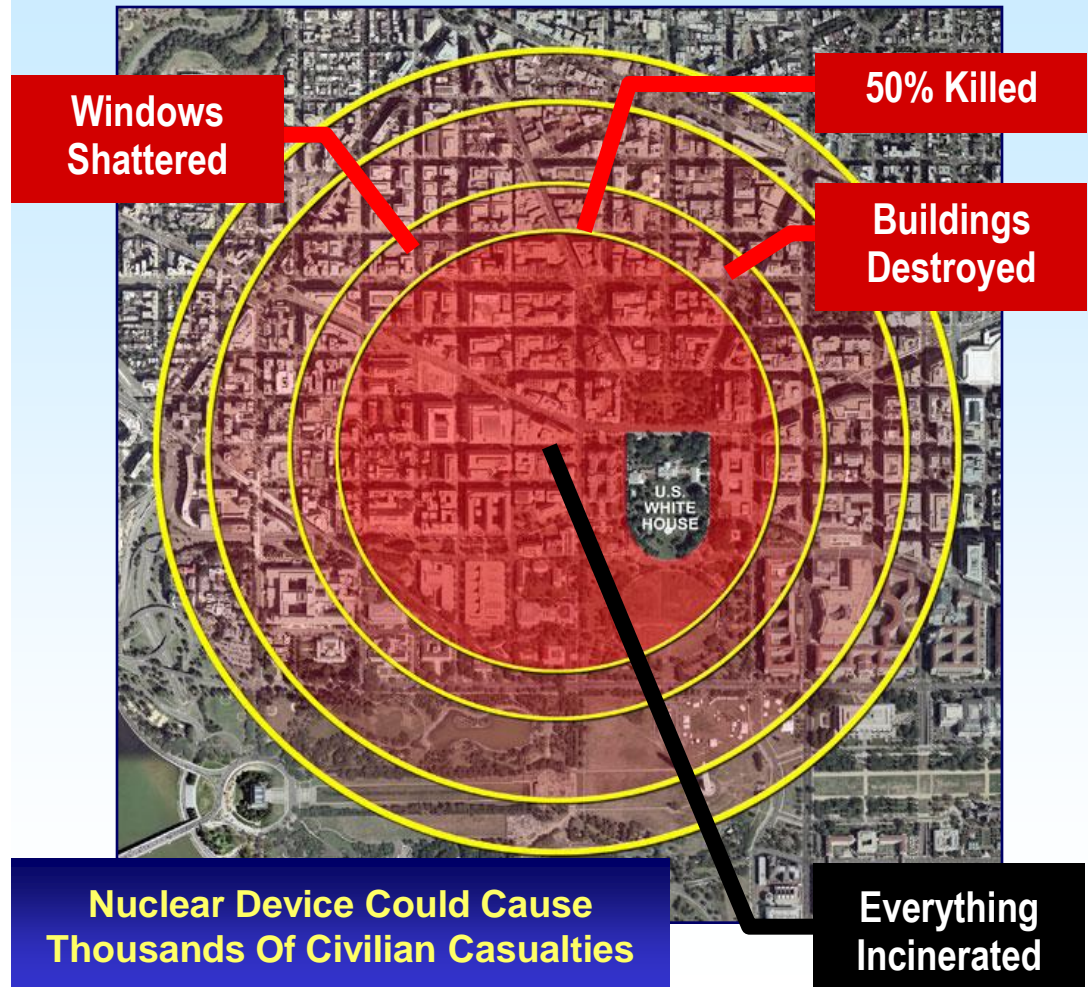 Windows
Shattered
50% Killed
Buildings
Destroyed
U.S.
WHITE
HOUSE
Nuclear Device Could Cause
Thousands Of Civilian Casualties
Everything
Incinerated